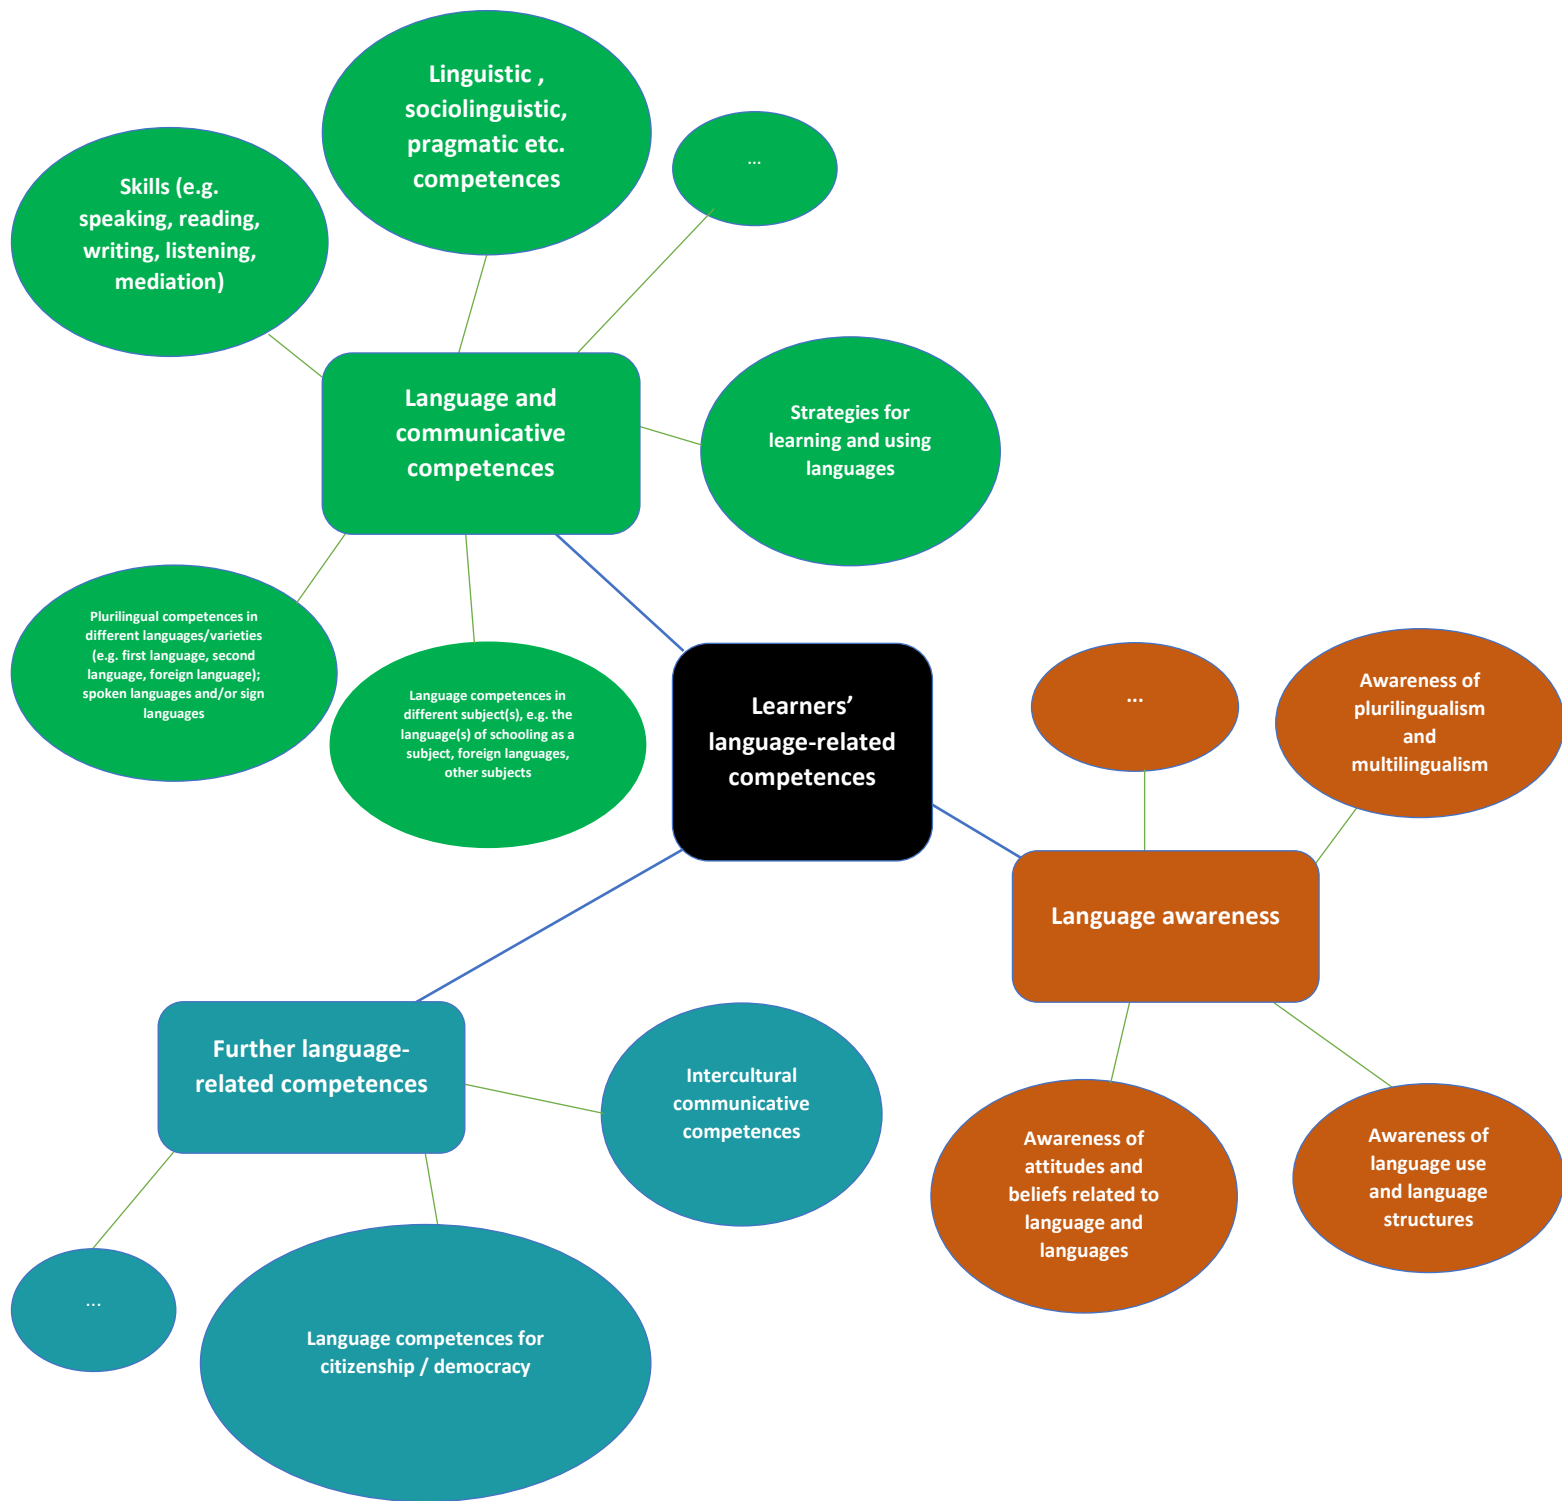 Linguistic ,
sociolinguistic,
pragmatic etc.
competences
...
Skills (e.g.
speaking, reading,
writing, listening,
mediation)
Language and
communicative
competences
Strategies for
learning and using
languages
Plurilingual competences in
different languages/varieties
(e.g. first language, second
language, foreign language);
spoken languages and/or sign
languages
Language competences in
different subject(s), e.g. the
language(s) of schooling as a
subject, foreign languages,
other subjects
Learners’
language-related
competences
...
Awareness of
plurilingualism
and
multilingualism
Language awareness
Further language-
related competences
Intercultural
communicative
competences
Awareness of
attitudes and
beliefs related to
language and
languages
Awareness of
language use
and language
structures
...
Language competences for
citizenship / democracy